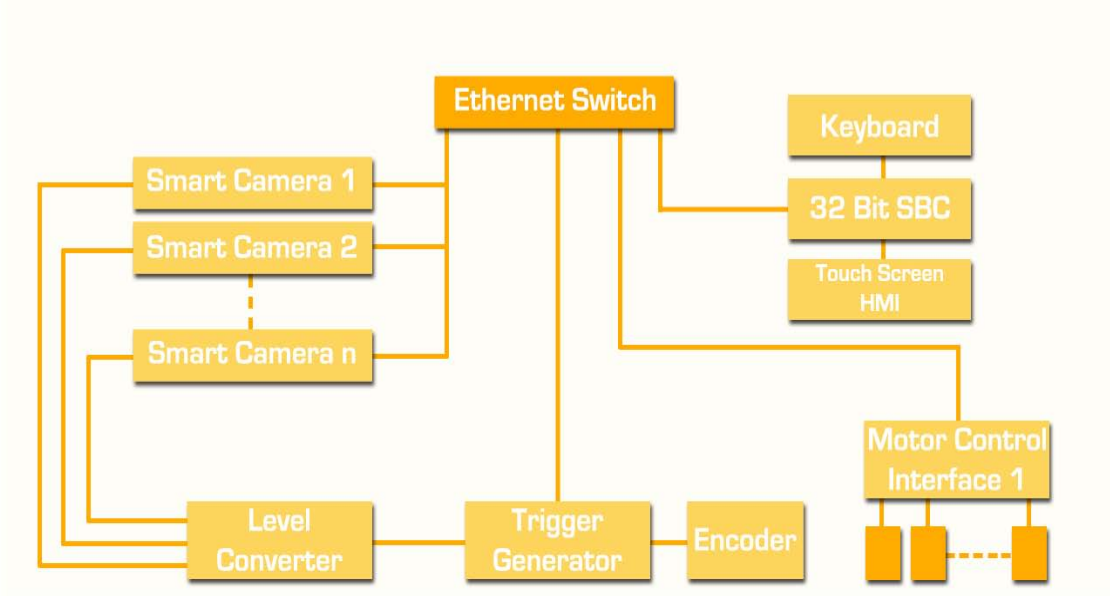 Ethernet Switch
Keyboard
Smart Camera 1
32 Bit SBC
Smart Camera 2
Touch Screen
HMI
Smart Camera n
Motor Control
Interface 1
Level
Converter
Trigger
Generator
Encoder